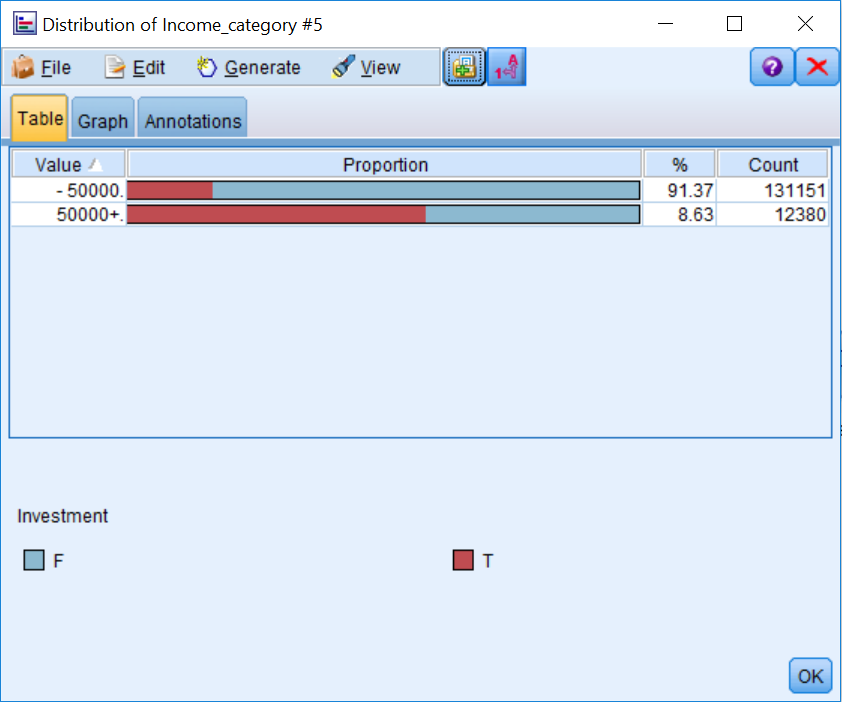 Distribution of Income_category #5
File Edit Generate View
Table Graph Annotations
Value Proportion % Count
- 50000. 91.37 131151
50000+. 8.63 12380
Investment
F T
OK